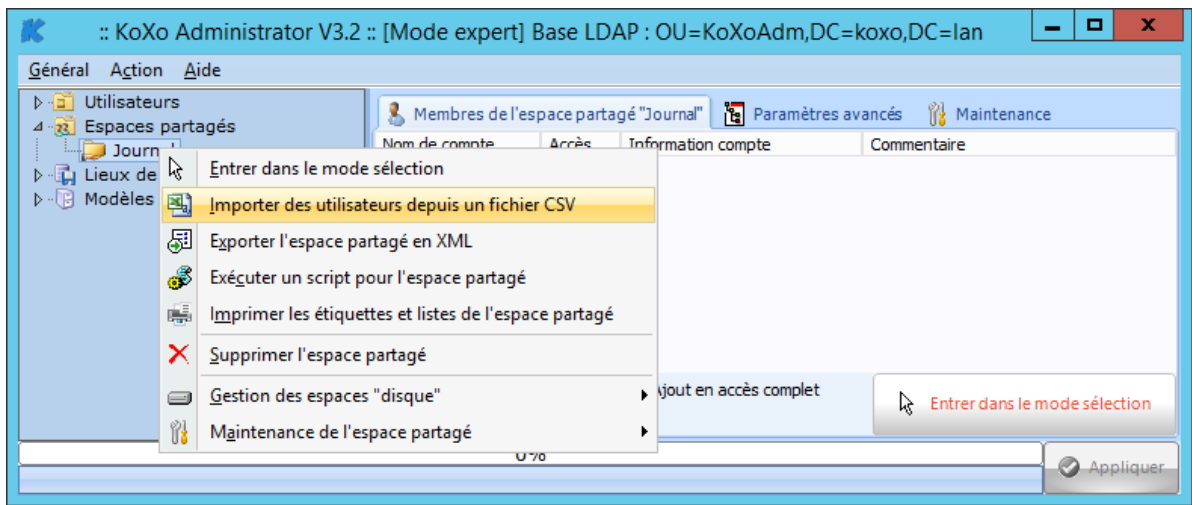 :: KoXo Administrator V3.2 :: [Mode expert] Base LDAP : OU=KoXoAdm,DC=koxo,DC=lan
Général Action Aide
Utilisateurs
Espaces partagés
Journ
Lieux de
Modèles
Membres de l'espace partagé "Journal" Paramètres avancés Maintenance
Nom de compte Accès Information compte Commentaire
Entrer dans le mode sélection
Importer des utilisateurs depuis un fichier CSV
Exporter l'espace partagé en XML
Exécuter un script pour l'espace partagé
Imprimer les étiquettes et listes de l'espace partagé
Supprimer l'espace partagé
Gestion des espaces "disque"
Maintenance de l'espace partagé
Ajout en accès complet
Entrer dans le mode sélection
0%
Appliquer